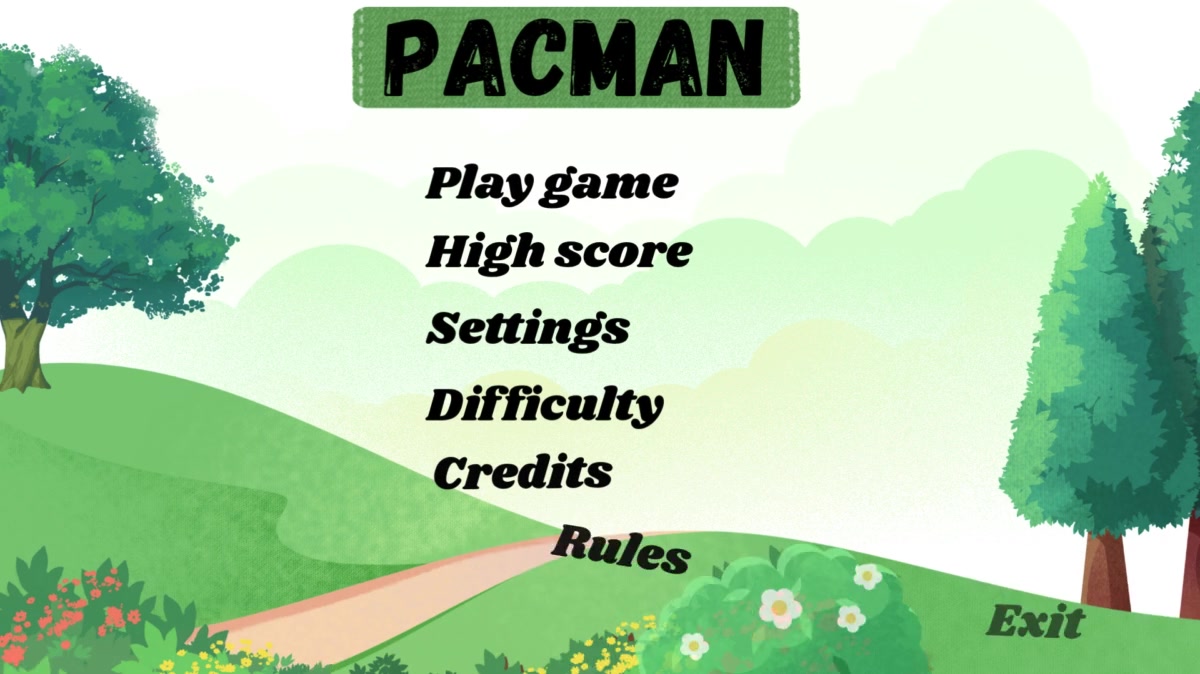 PACMAN
Play game
High score
Settings
Difficulty
Credits
Rules
Exit